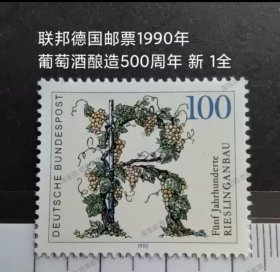 联邦德国邮票1990年
葡萄酒酿造500周年 新 1全
100
DEUTSCHE BUNDESPOST
Fünf Jahrhunderte
RIESLINGANBAU
1990